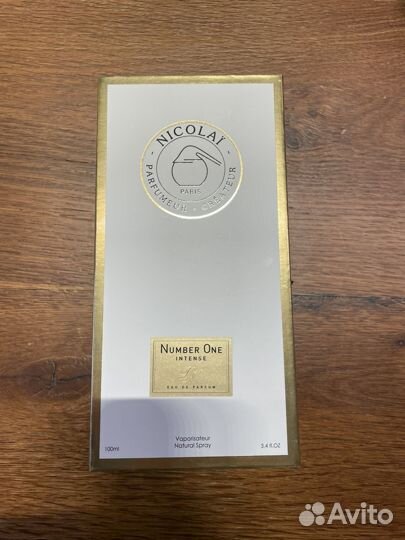 - NICOLAÏ -
PARIS
PARFUMEUR - CRÉATEUR
NUMBER ONE
INTENSE
EAU DE PARFUM
Vaporisateur
100ml Natural Spray 3.4 fl.OZ
Avito